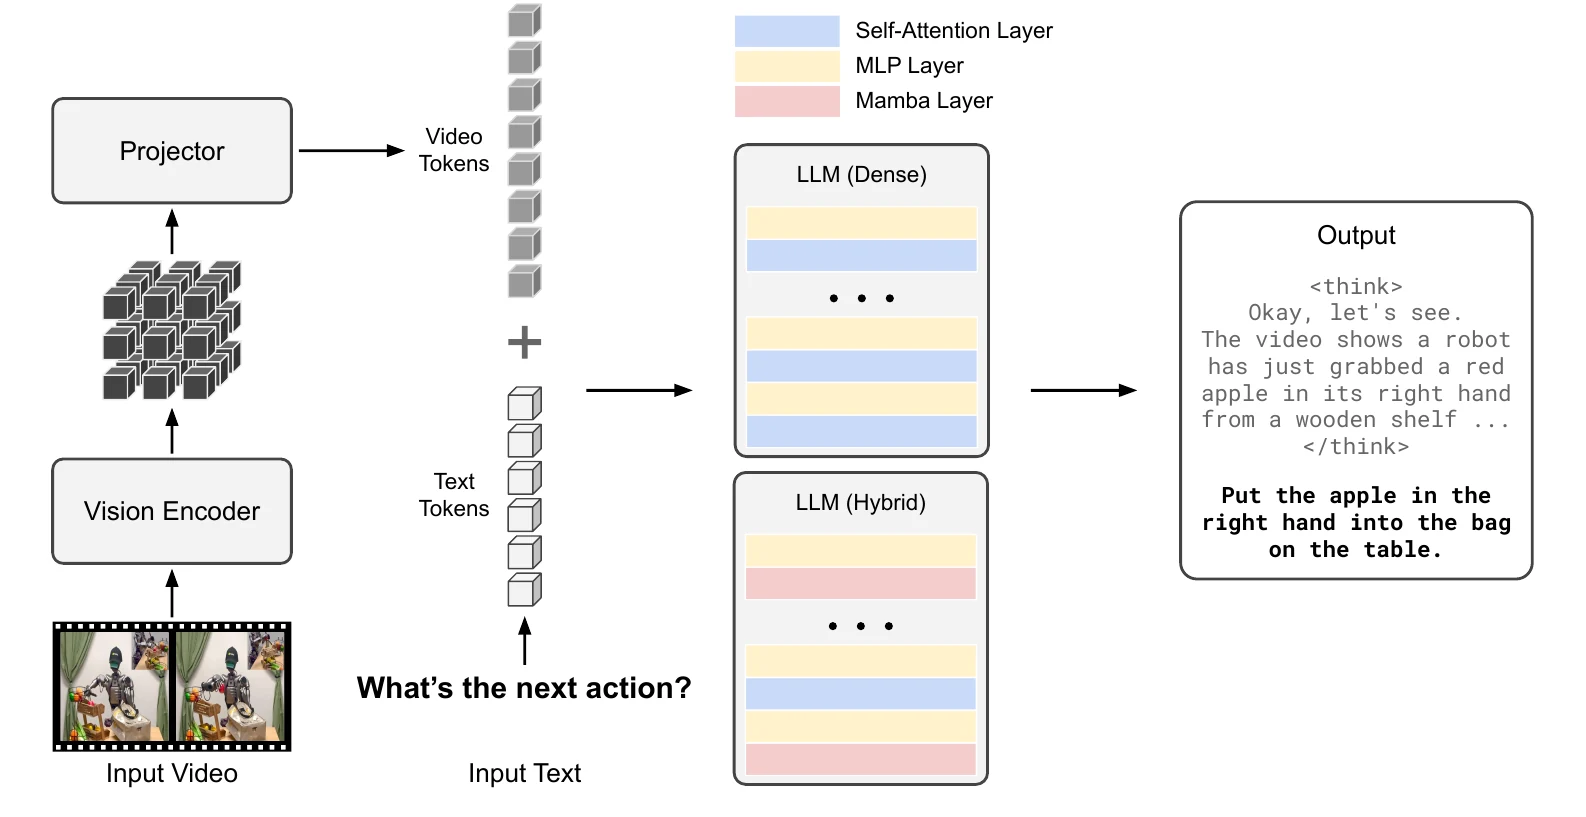 Self-Attention Layer
MLP Layer
Mamba Layer
Projector
Video
Tokens
LLM (Dense)
Output
<think>
Okay, let's see.
The video shows a robot
has just grabbed a red
apple in its right hand
from a wooden shelf ...
</think>
Put the apple in the
right hand into the bag
on the table.
+
Text
Tokens
Vision Encoder
LLM (Hybrid)
What’s the next action?
Input Video
Input Text